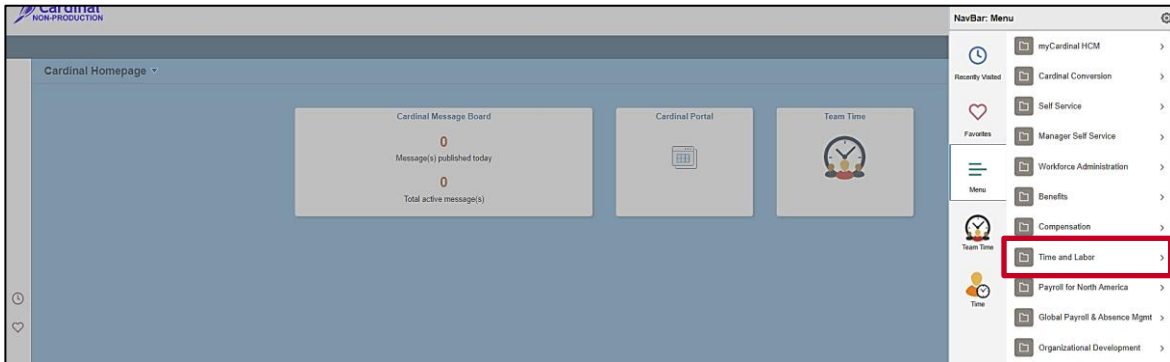 Cardinal
NON-PRODUCTION
Cardinal Homepage
Cardinal Message Board
0
Message(s) published today
0
Total active message(s)
Cardinal Portal
Team Time
NavBar: Menu
Recently Visited
Favorites
Menu
Team Time
Time
myCardinal HCM
Cardinal Conversion
Self Service
Manager Self Service
Workforce Administration
Benefits
Compensation
Time and Labor
Payroll for North America
Global Payroll & Absence Mgmt
Organizational Development